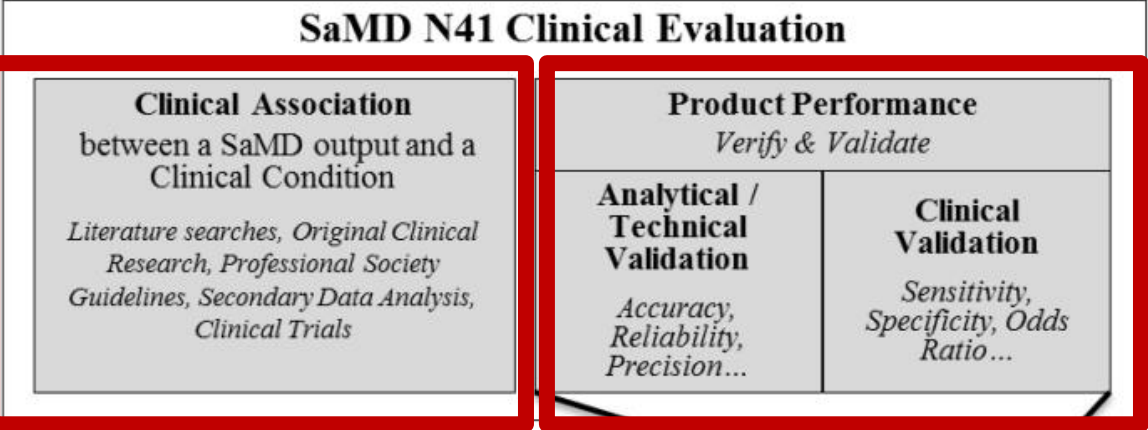 SaMD N41 Clinical Evaluation
Clinical Association
between a SaMD output and a
Clinical Condition
Literature searches, Original Clinical
Research, Professional Society
Guidelines, Secondary Data Analysis,
Clinical Trials
Product Performance
Verify & Validate
Analytical /
Technical
Validation
Accuracy,
Reliability,
Precision...
Clinical
Validation
Sensitivity,
Specificity, Odds
Ratio...